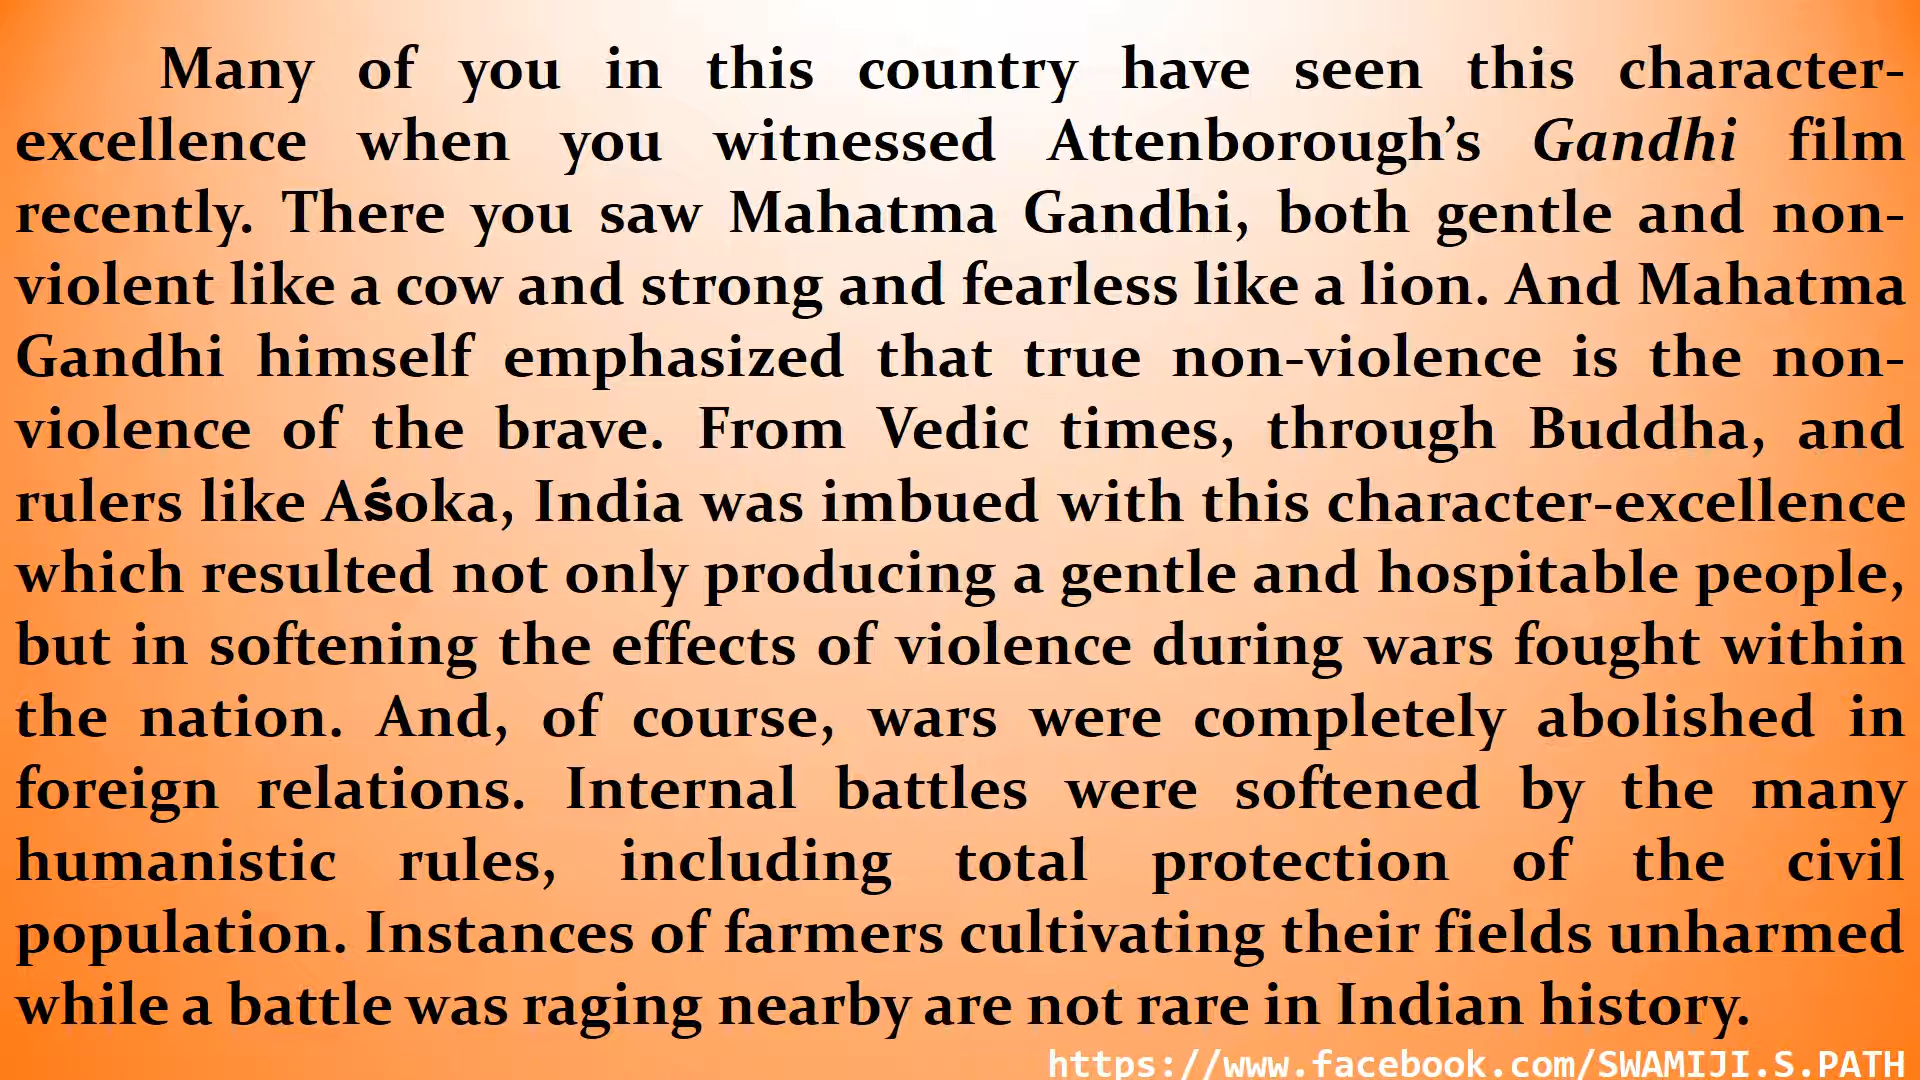 Many of you in this country have seen this character-
excellence when you witnessed Attenborough’s Gandhi film
recently. There you saw Mahatma Gandhi, both gentle and non-
violent like a cow and strong and fearless like a lion. And Mahatma
Gandhi himself emphasized that true non-violence is the non-
violence of the brave. From Vedic times, through Buddha, and
rulers like Aśoka, India was imbued with this character-excellence
which resulted not only producing a gentle and hospitable people,
but in softening the effects of violence during wars fought within
the nation. And, of course, wars were completely abolished in
foreign relations. Internal battles were softened by the many
humanistic rules, including total protection of the civil
population. Instances of farmers cultivating their fields unharmed
while a battle was raging nearby are not rare in Indian history.
https://www.facebook.com/SWAMIJI.S.PATH